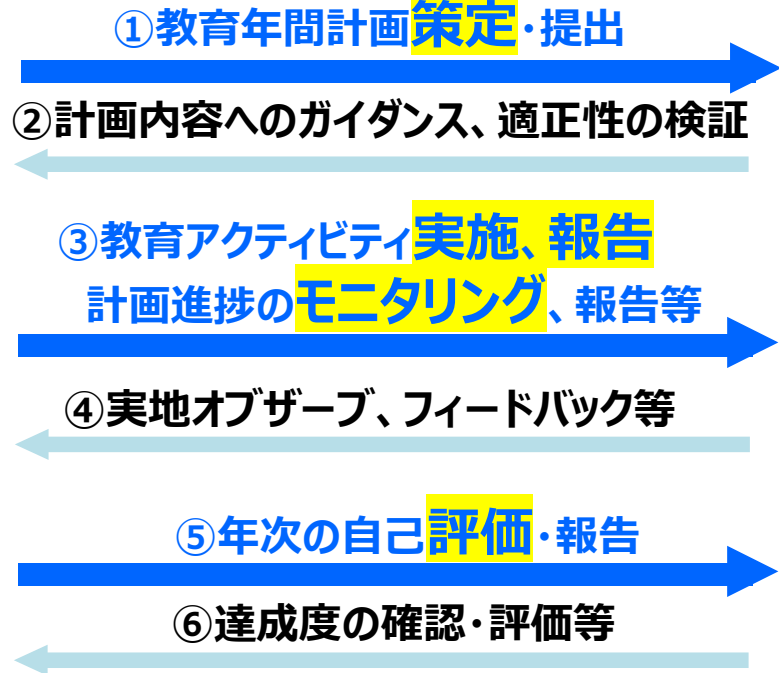 ①教育年間計画策定・提出
②計画内容へのガイダンス、適正性の検証
③教育アクティビティ実施、報告
計画進捗のモニタリング、報告等
④実地オブザーブ、フィードバック等
⑤年次の自己評価・報告
⑥達成度の確認・評価等